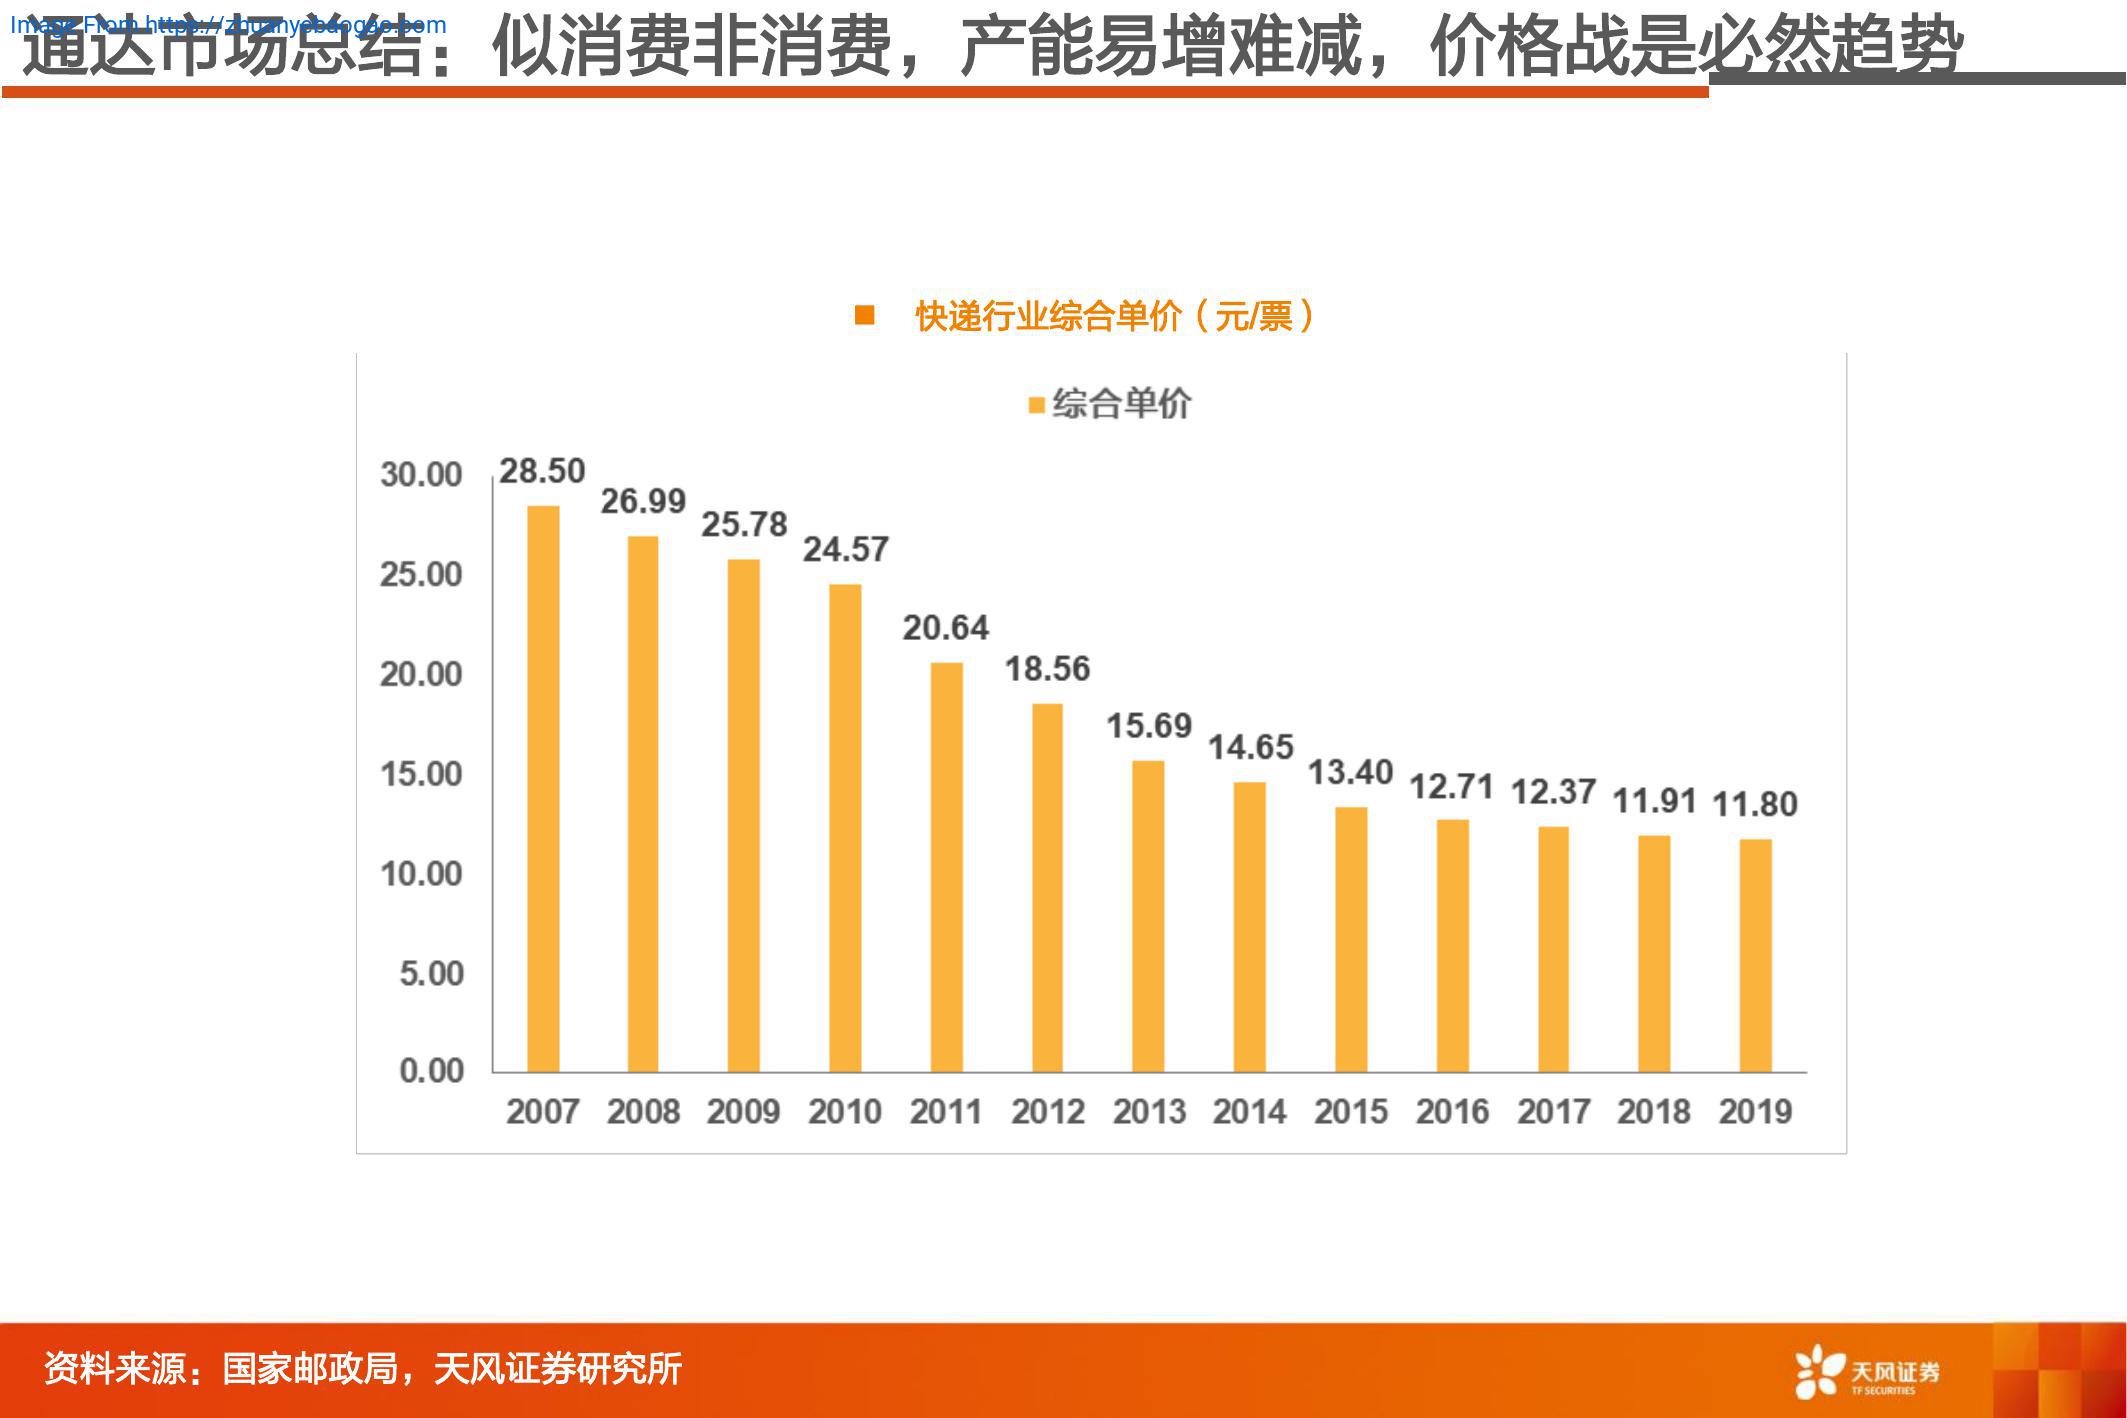 Image From https://zhuanyebaogao.com
通达市场总结：似消费非消费，产能易增难减，价格战是必然趋势
■ 快递行业综合单价（元/票）
综合单价
30.00
25.00
20.00
15.00
10.00
5.00
0.00
28.50 26.99 25.78 24.57 20.64 18.56 15.69 14.65 13.40 12.71 12.37 11.91 11.80
2007 2008 2009 2010 2011 2012 2013 2014 2015 2016 2017 2018 2019
资料来源：国家邮政局，天风证券研究所
天风证券
TF SECURITIES